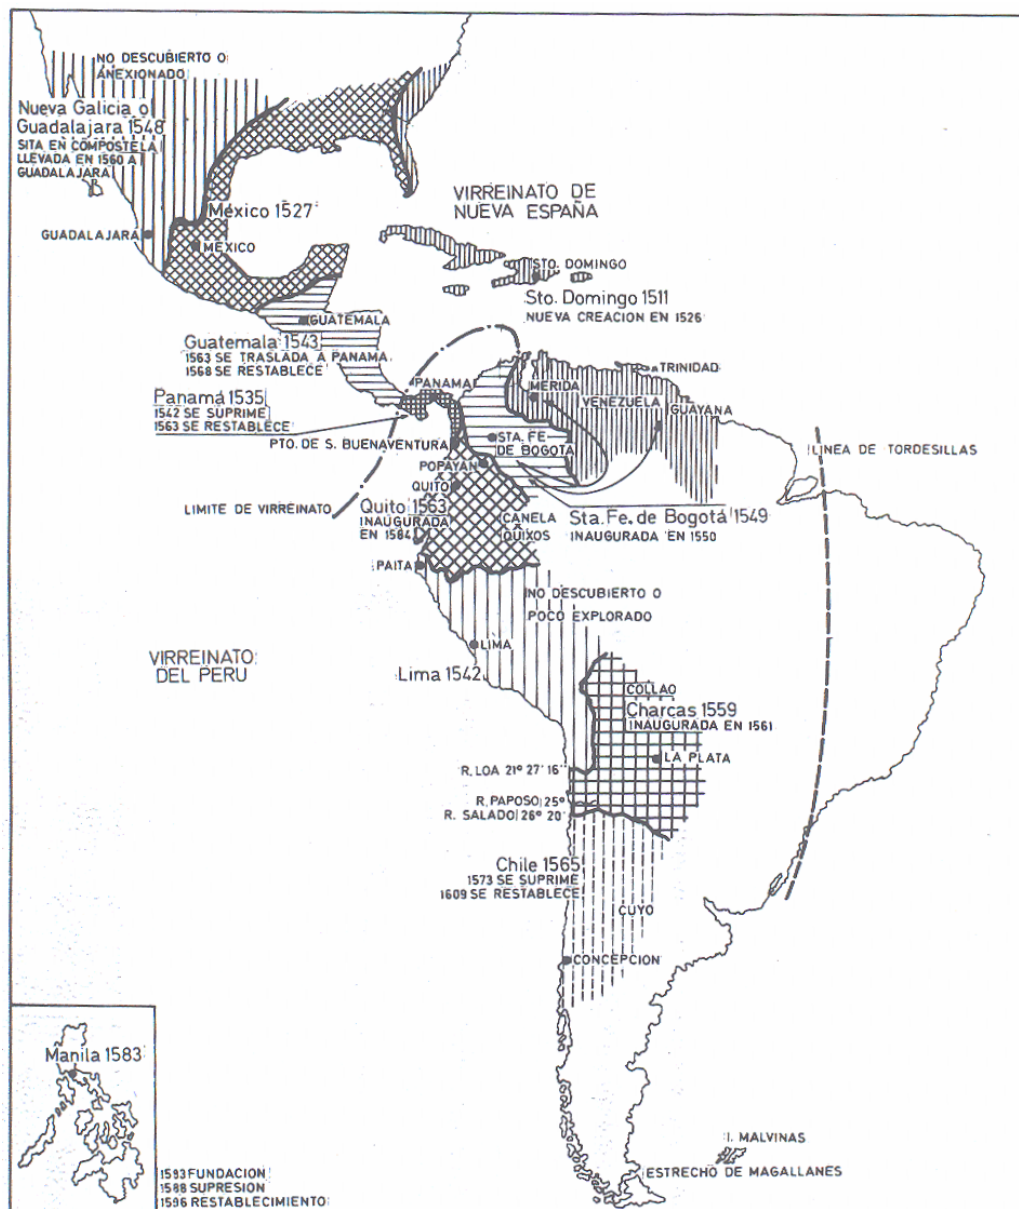 NO DESCUBIERTO O
ANEXIONADO
Nueva Galicia o
Guadalajara 1548
SITA EN COMPOSTELA
LLEVADA EN 1560 A
GUADALAJARA
VIRREINATO DE
NUEVA ESPAÑA
México 1527
GUADALAJARA
MEXICO
STO. DOMINGO
Sto. Domingo 1511
NUEVA CREACION EN 1526
GUATEMALA
Guatemala 1543
1563 SE TRASLADA A PANAMA
1568 SE RESTABLECE
TRINIDAD
PANAMA
MERIDA
VENEZUELA
GUAYANA
Panamá 1535
1542 SE SUPRIME
1563 SE RESTABLECE
PTO. DE S. BUENAVENTURA
STA. FE
DE BOGOTA
LINEA DE TORDESILLAS
POPAYAN
QUITO
LIMITE DE VIRREINATO
Quito 1563
INAUGURADA
EN 1564
CANELA
QUIXOS
Sta. Fe. de Bogotá 1549
INAUGURADA EN 1550
PAITA
NO DESCUBIERTO O
POCO EXPLORADO
LIMA
VIRREINATO
DEL PERU
Lima 1542
COLLAO
Charcas 1559
INAUGURADA EN 1561
LA PLATA
R. LOA 21° 27' 16"
R. PAPOSO 25°
R. SALADO 26° 20'
Chile 1565
1573 SE SUPRIME
1609 SE RESTABLECE
CUYO
CONCEPCION
Manila 1583
I. MALVINAS
ESTRECHO DE MAGALLANES
1593 FUNDACION
1588 SUPRESION
1596 RESTABLECIMIENTO